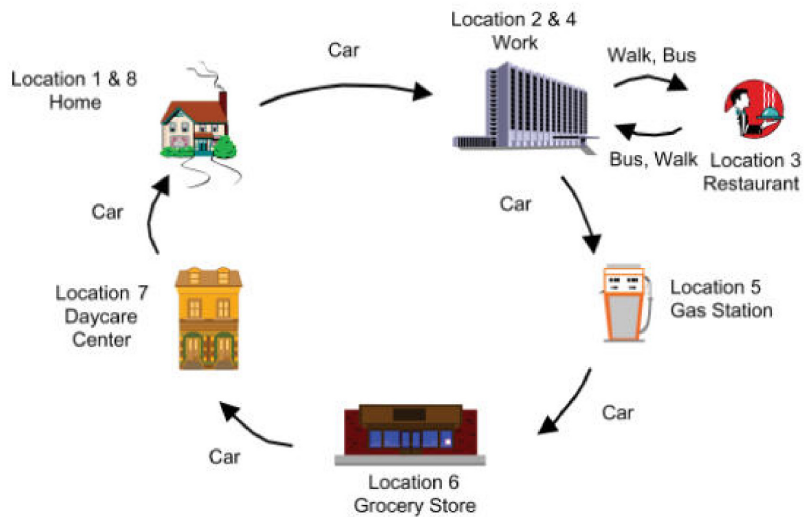 Location 1 & 8
Home
Car
Location 2 & 4
Work
Walk, Bus
Bus, Walk
Location 3
Restaurant
Car
Location 5
Gas Station
Car
Location 6
Grocery Store
Car
Location 7
Daycare
Center
Car